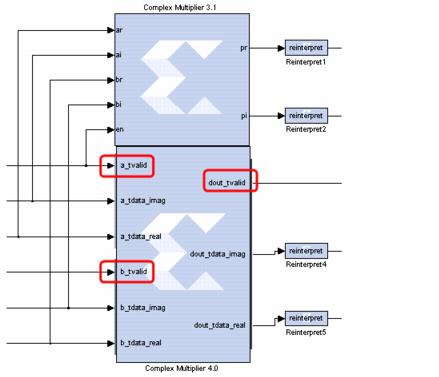 Complex Multiplier 3.1
ar
ai
br
bi
en
pr
pi
reinterpret
Reinterpret1
reinterpret
Reinterpret2
a_tvalid
a_tdata_imag
a_tdata_real
b_tvalid
b_tdata_imag
b_tdata_real
dout_tvalid
dout_tdata_imag
dout_tdata_real
reinterpret
Reinterpret4
reinterpret
Reinterpret5
Complex Multiplier 4.0